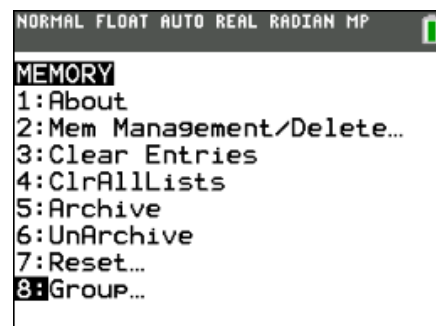 NORMAL FLOAT AUTO REAL RADIAN MP
MEMORY
1:About
2:Mem Management/Delete…
3:Clear Entries
4:ClrAllLists
5:Archive
6:UnArchive
7:Reset…
8:Group…